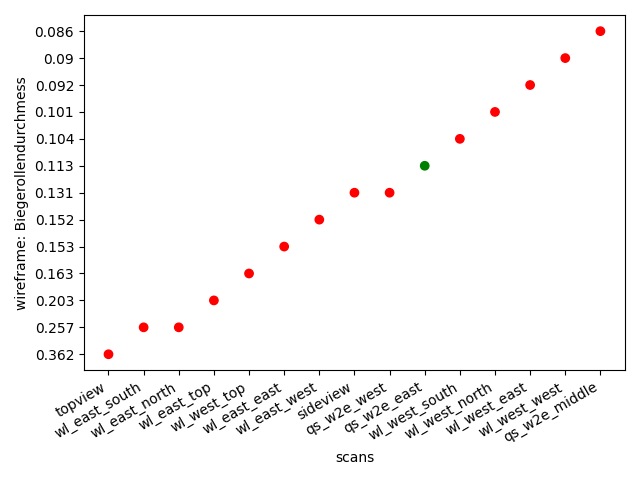 0.086
0.09
0.092
0.101
0.104
0.113
0.131
0.152
0.153
0.163
0.203
0.257
0.362
wireframe: Biegerollendurchmess
topview
wl_east_south
wl_east_north
wl_east_top
wl_west_top
wl_east_east
wl_east_west
sideview
qs_w2e_west
qs_w2e_east
wl_west_south
wl_west_north
wl_west_east
wl_west_west
qs_w2e_middle
scans